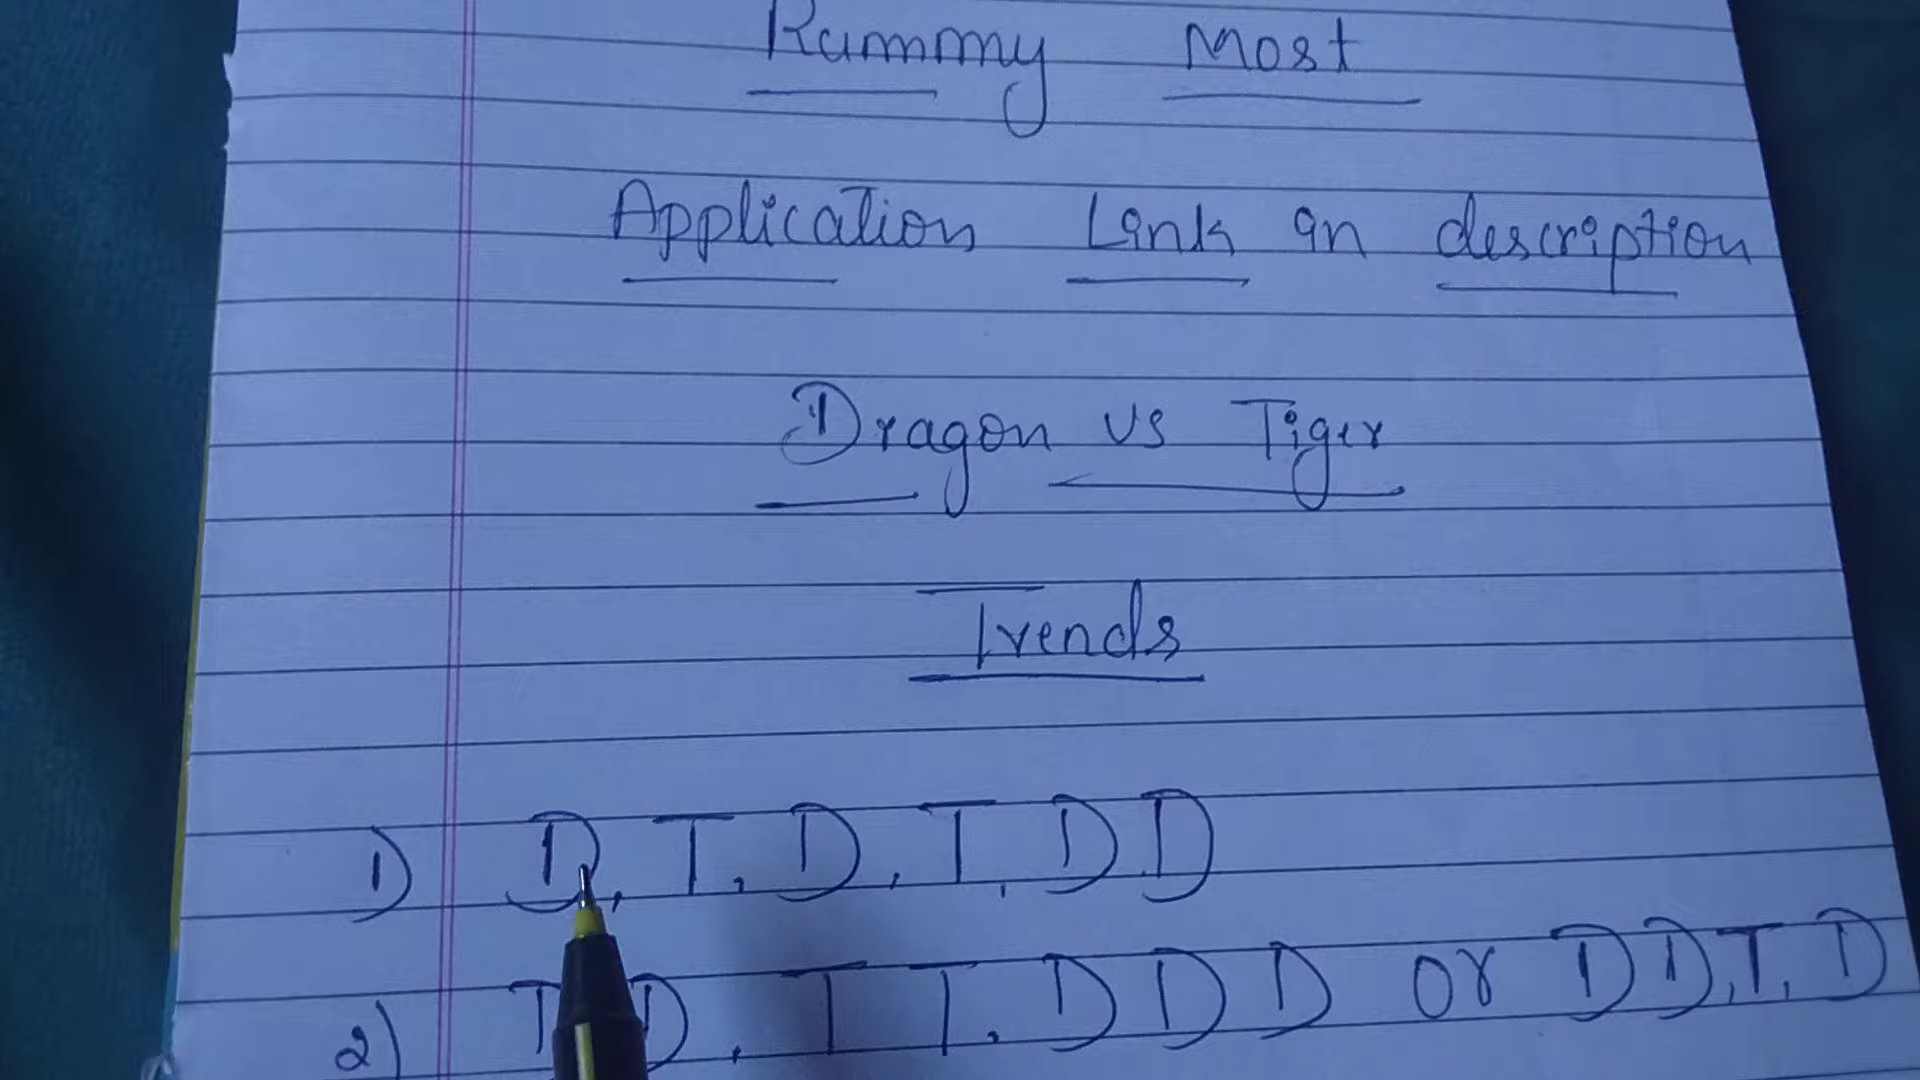 Rummy Most
Application Link in description
Dragon vs Tiger
Trends
1) D, T, D, T, D D
2) T D, T T, D D D or D D, T, D